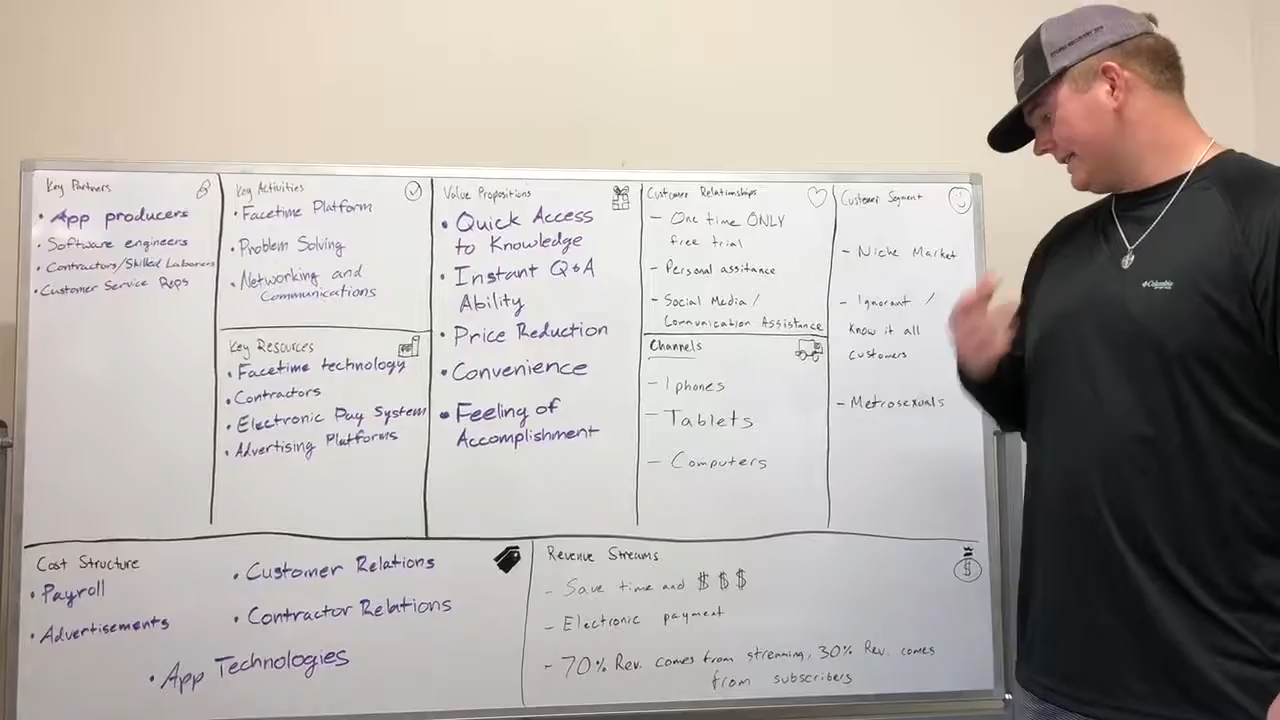 Key Partners
• App producers
• Software engineers
• Contractors/Skilled Laborers
• Customer Service Reps
Key Activities
• Facetime Platform
• Problem Solving
• Networking and
Communications
Key Resources
• Facetime technology
• Contractors
• Electronic Pay System
• Advertising Platforms
Value Propositions
• Quick Access
to Knowledge
• Instant Q&A
Ability
• Price Reduction
• Convenience
• Feeling of
Accomplishment
Customer Relationships
- One time ONLY
free trial
- Personal assitance
- Social Media /
Communication Assistance
Channels
- Iphones
- Tablets
- Computers
Customer Segment
- Niche Market
- Ignorant /
Know it all
customers
- Metrosexuals
Cost Structure
• Payroll
• Advertisements
• Customer Relations
• Contractor Relations
• App Technologies
Revenue Streams
- Save time and $ $ $
- Electronic payment
- 70% Rev. comes from streaming, 30% Rev. comes
from subscribers
$
Columbia